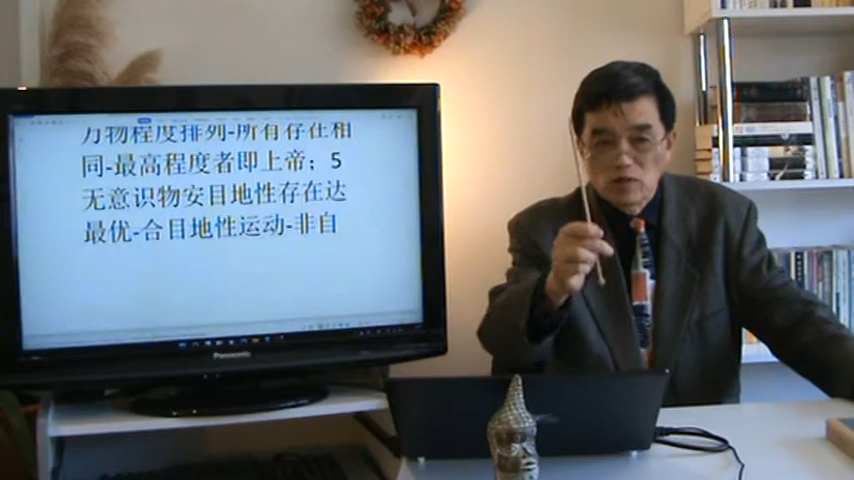 万物程度排列-所有存在相
同-最高程度者即上帝；5
无意识物安目地性存在达
最优-合目地性运动-非自
Panasonic